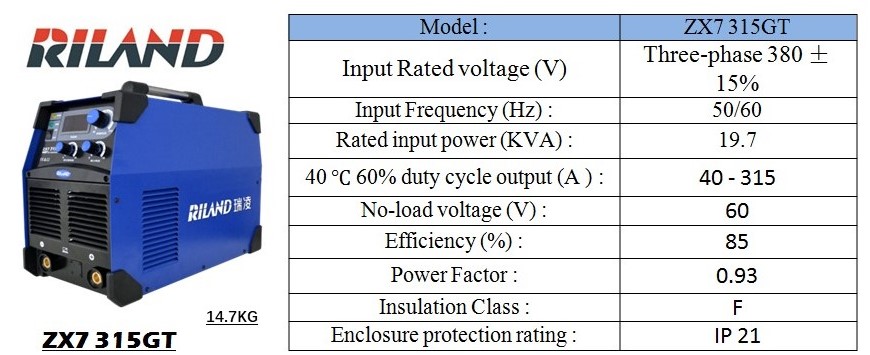 RILAND
RILAND
RILAND 瑞凌
14.7KG
ZX7 315GT
Model :
ZX7 315GT
Input Rated voltage (V)
Three-phase 380 ±
15%
Input Frequency (Hz) :
50/60
Rated input power (KVA) :
19.7
40 ℃ 60% duty cycle output (A ) :
40 - 315
No-load voltage (V) :
60
Efficiency (%) :
85
Power Factor :
0.93
Insulation Class :
F
Enclosure protection rating :
IP 21